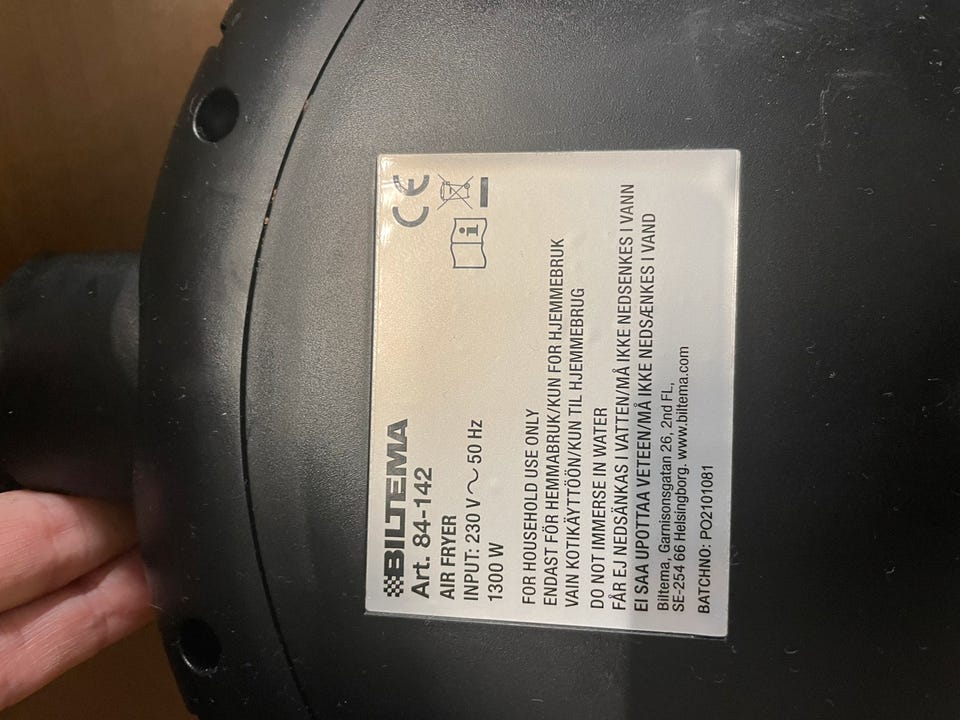 BILTEMA
Art. 84-142
AIR FRYER
INPUT: 230 V ~ 50 Hz
1300 W
CE
i
FOR HOUSEHOLD USE ONLY
ENDAST FÖR HEMMABRUK/KUN FOR HJEMMEBRUK
VAIN KOTIKÄYTTÖÖN/KUN TIL HJEMMEBRUG
DO NOT IMMERSE IN WATER
FÅR EJ NEDSÄNKAS I VATTEN/MÅ IKKE NEDSENKES I VANN
EI SAA UPOTTAA VETEEN/MÅ IKKE NEDSÆNKES I VAND
Biltema, Garnisonsgatan 26, 2nd FL,
SE-254 66 Helsingborg. www.biltema.com
BATCHNO: PO2101081